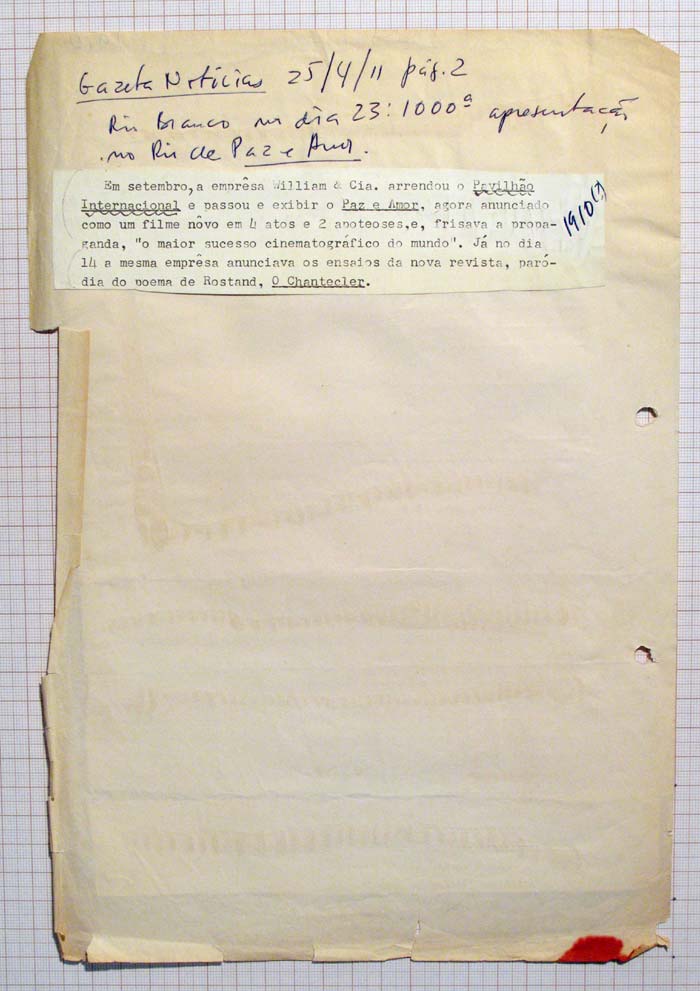 Gazeta Notícias 25/4/11 pág. 2
Rio Branco no dia 23: 1000ª apresentação
no Rio de Paz e Amor.
Em setembro, a emprêsa William & Cia. arrendou o Pavilhão
Internacional e passou e exibir o Paz e Amor, agora anunciado
como um filme nôvo em 4 atos e 2 apoteoses,e, frisava a propa-
ganda, "o maior sucesso cinematográfico do mundo". Já no dia
14 a mesma emprêsa anunciava os ensaios da nova revista, paró-
dia do poema de Rostand, O Chantecler.
1910(?)